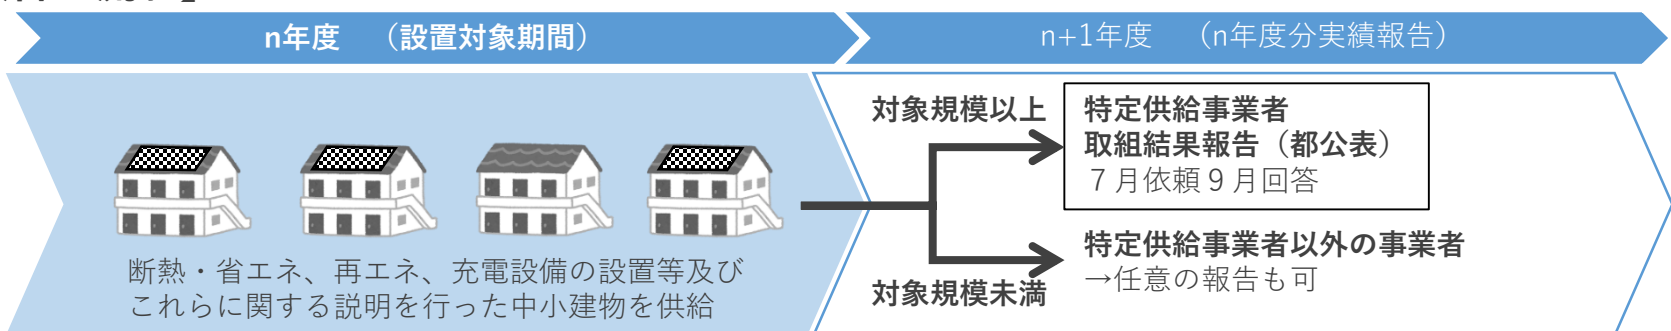 n年度 （設置対象期間）
n+1年度 （n年度分実績報告）
断熱・省エネ、再エネ、充電設備の設置等及び
これらに関する説明を行った中小建物を供給
対象規模以上
特定供給事業者
取組結果報告（都公表）
７月依頼９月回答
対象規模未満
特定供給事業者以外の事業者
→任意の報告も可